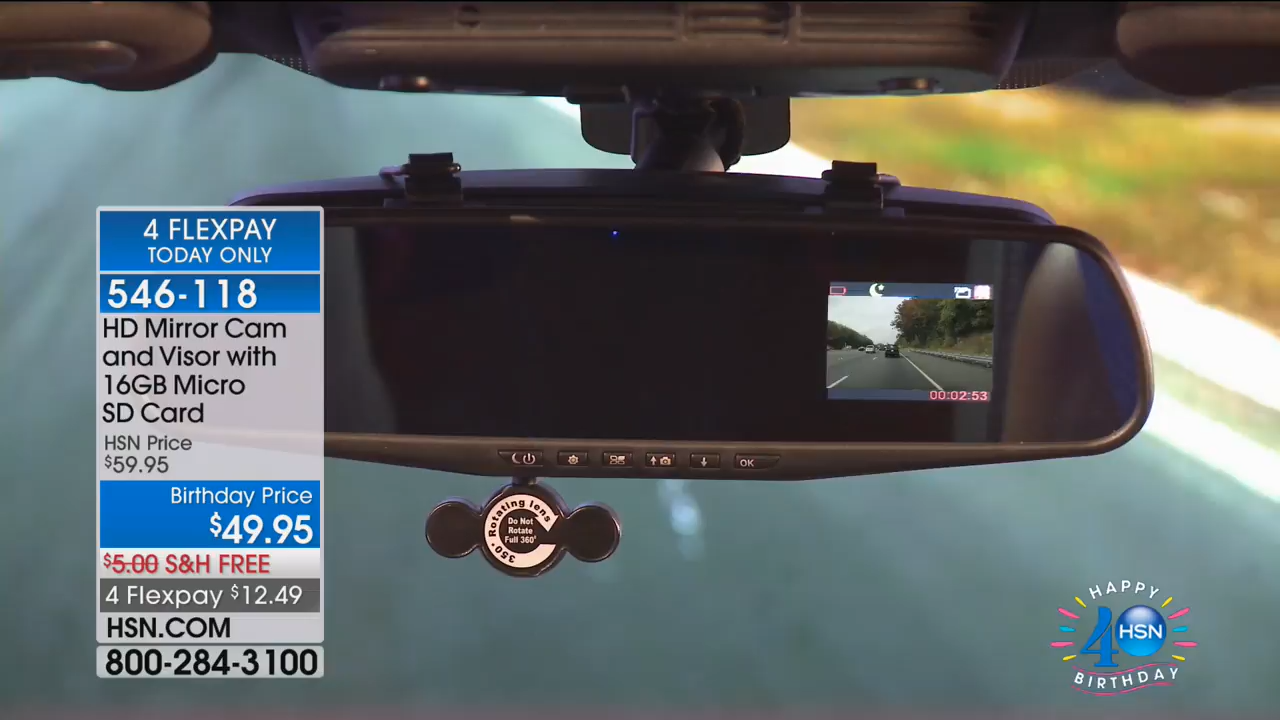 4 FLEXPAY
TODAY ONLY
546-118
HD Mirror Cam
and Visor with
16GB Micro
SD Card
HSN Price
$59.95
Birthday Price
$49.95
$5.00 S&H FREE
4 Flexpay $12.49
HSN.COM
800-284-3100
00:02:53
OK
350° Rotating lens
Do Not
Rotate
Full 360°
HAPPY
40 HSN
BIRTHDAY